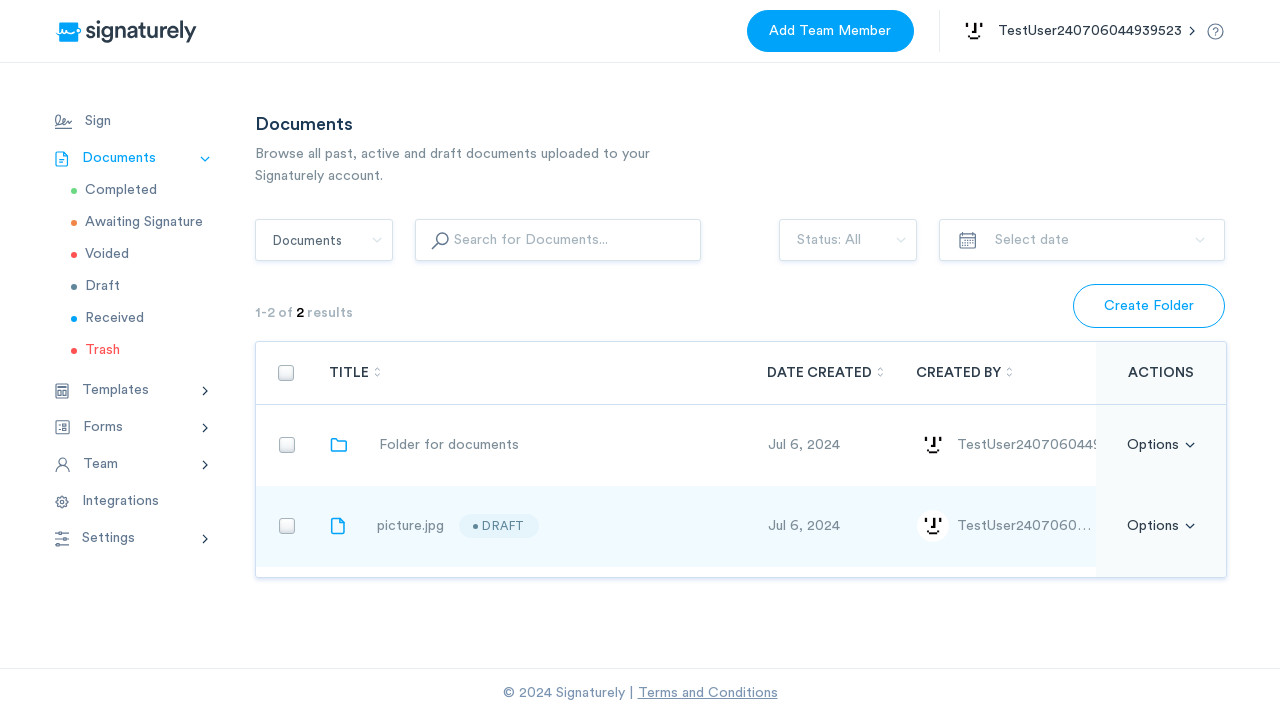 signaturely
Add Team Member
TestUser240706044939523
Sign
Documents
Completed
Awaiting Signature
Voided
Draft
Received
Trash
Templates
Forms
Team
Integrations
Settings
Documents
Browse all past, active and draft documents uploaded to your
Signaturely account.
Documents
Search for Documents...
Status: All
Select date
1-2 of 2 results
Create Folder
TITLE DATE CREATED CREATED BY ACTIONS
Folder for documents Jul 6, 2024 TestUser240706044 Options
picture.jpg DRAFT Jul 6, 2024 TestUser2407060... Options
© 2024 Signaturely | Terms and Conditions